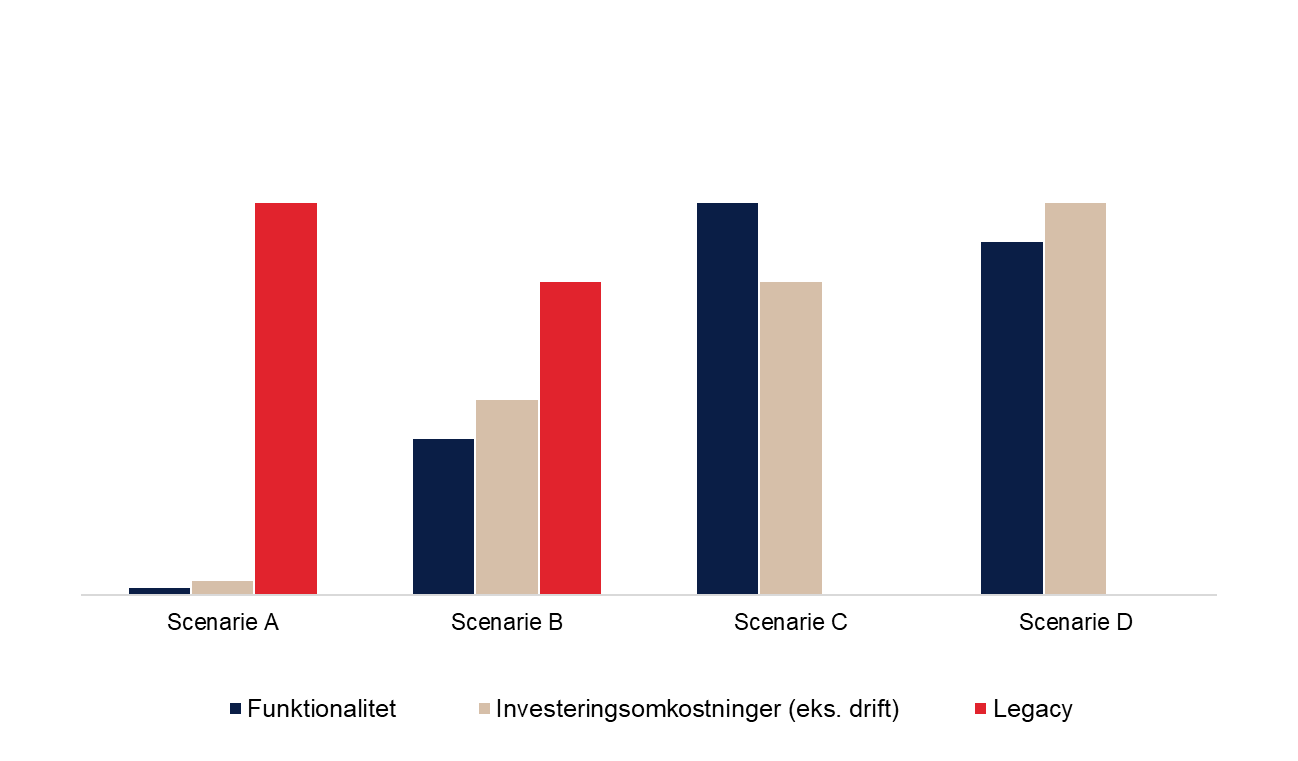 Scenarie A
Scenarie B
Scenarie C
Scenarie D
Funktionalitet
Investeringsomkostninger (eks. drift)
Legacy